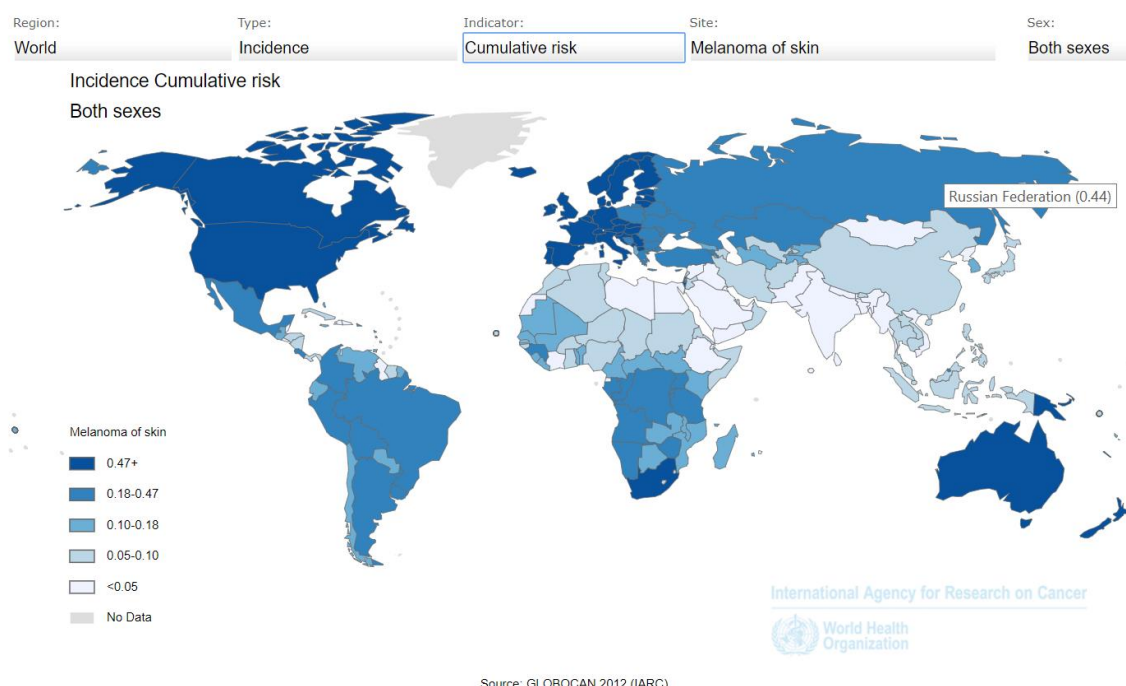 Region: Type: Indicator: Site: Sex:
World Incidence Cumulative risk Melanoma of skin Both sexes
Incidence Cumulative risk
Both sexes
Russian Federation (0.44)
Melanoma of skin
0.47+
0.18-0.47
0.10-0.18
0.05-0.10
<0.05
No Data
International Agency for Research on Cancer
World Health
Organization
Source: GLOBOCAN 2012 (IARC)